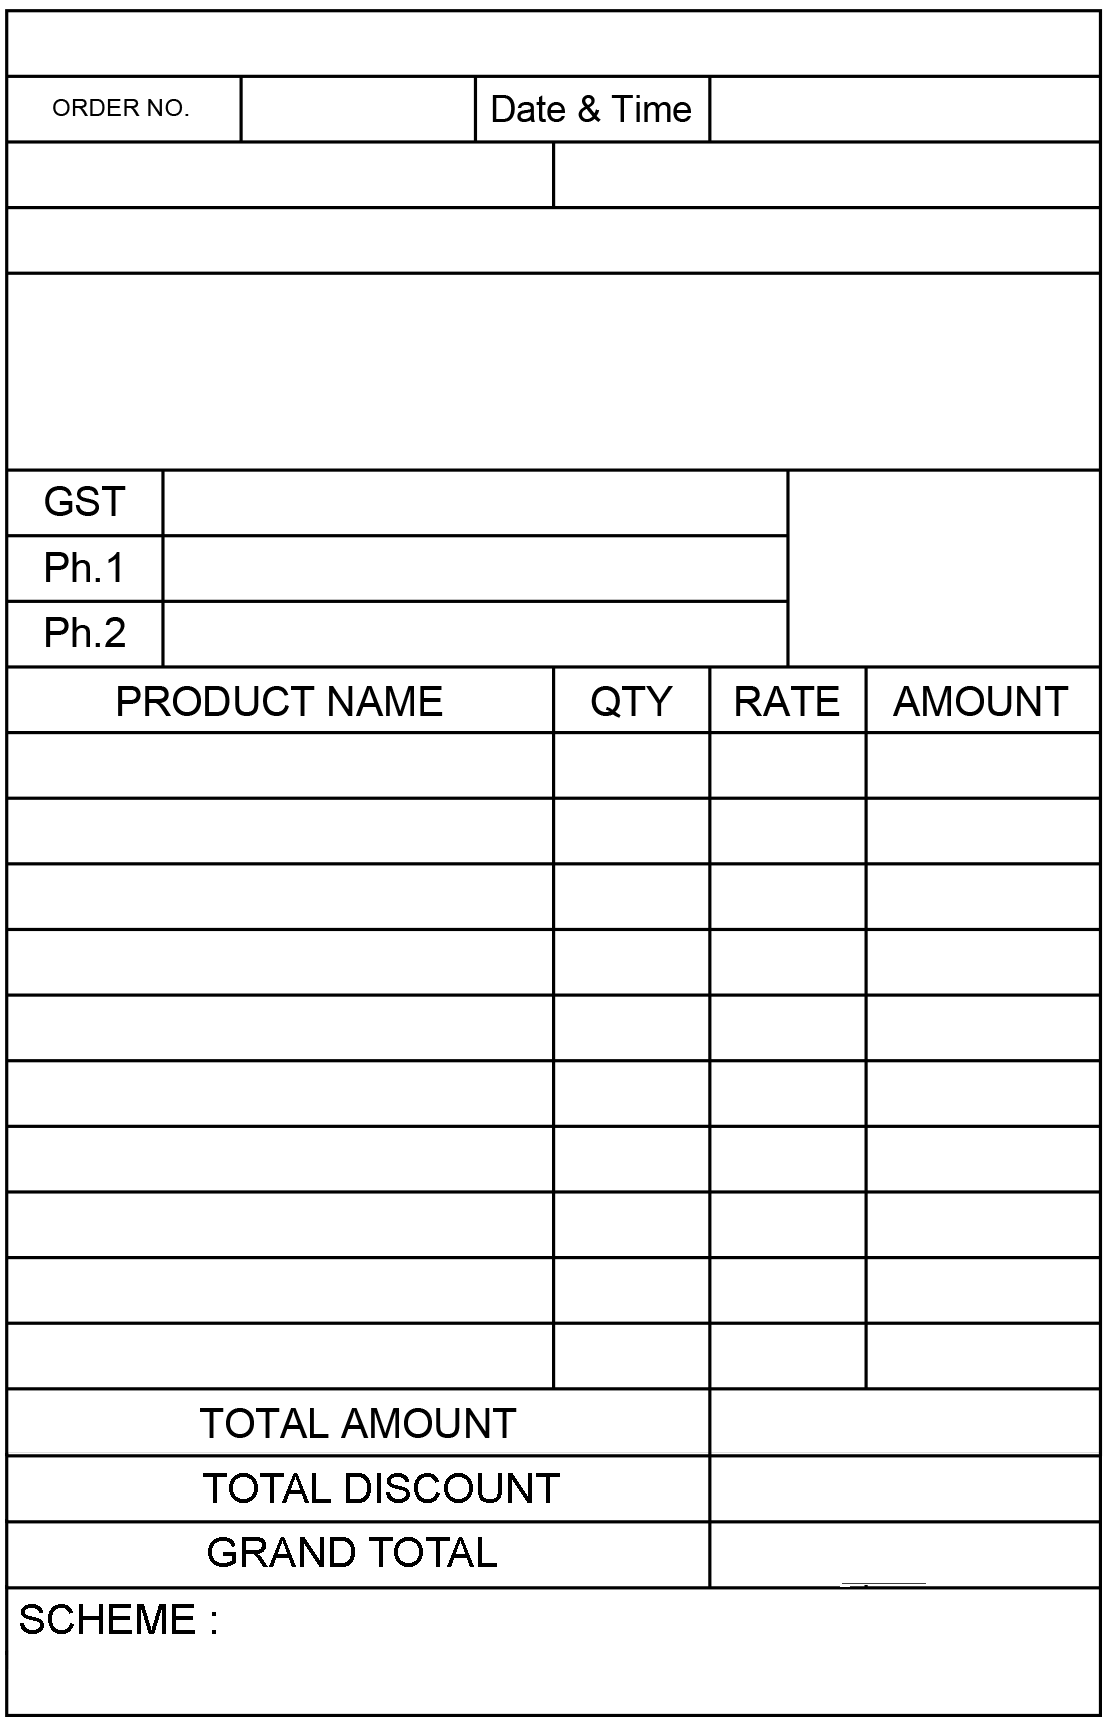 ORDER NO. Date & Time
GST
Ph.1
Ph.2
PRODUCT NAME QTY RATE AMOUNT
TOTAL AMOUNT
TOTAL DISCOUNT
GRAND TOTAL
SCHEME :